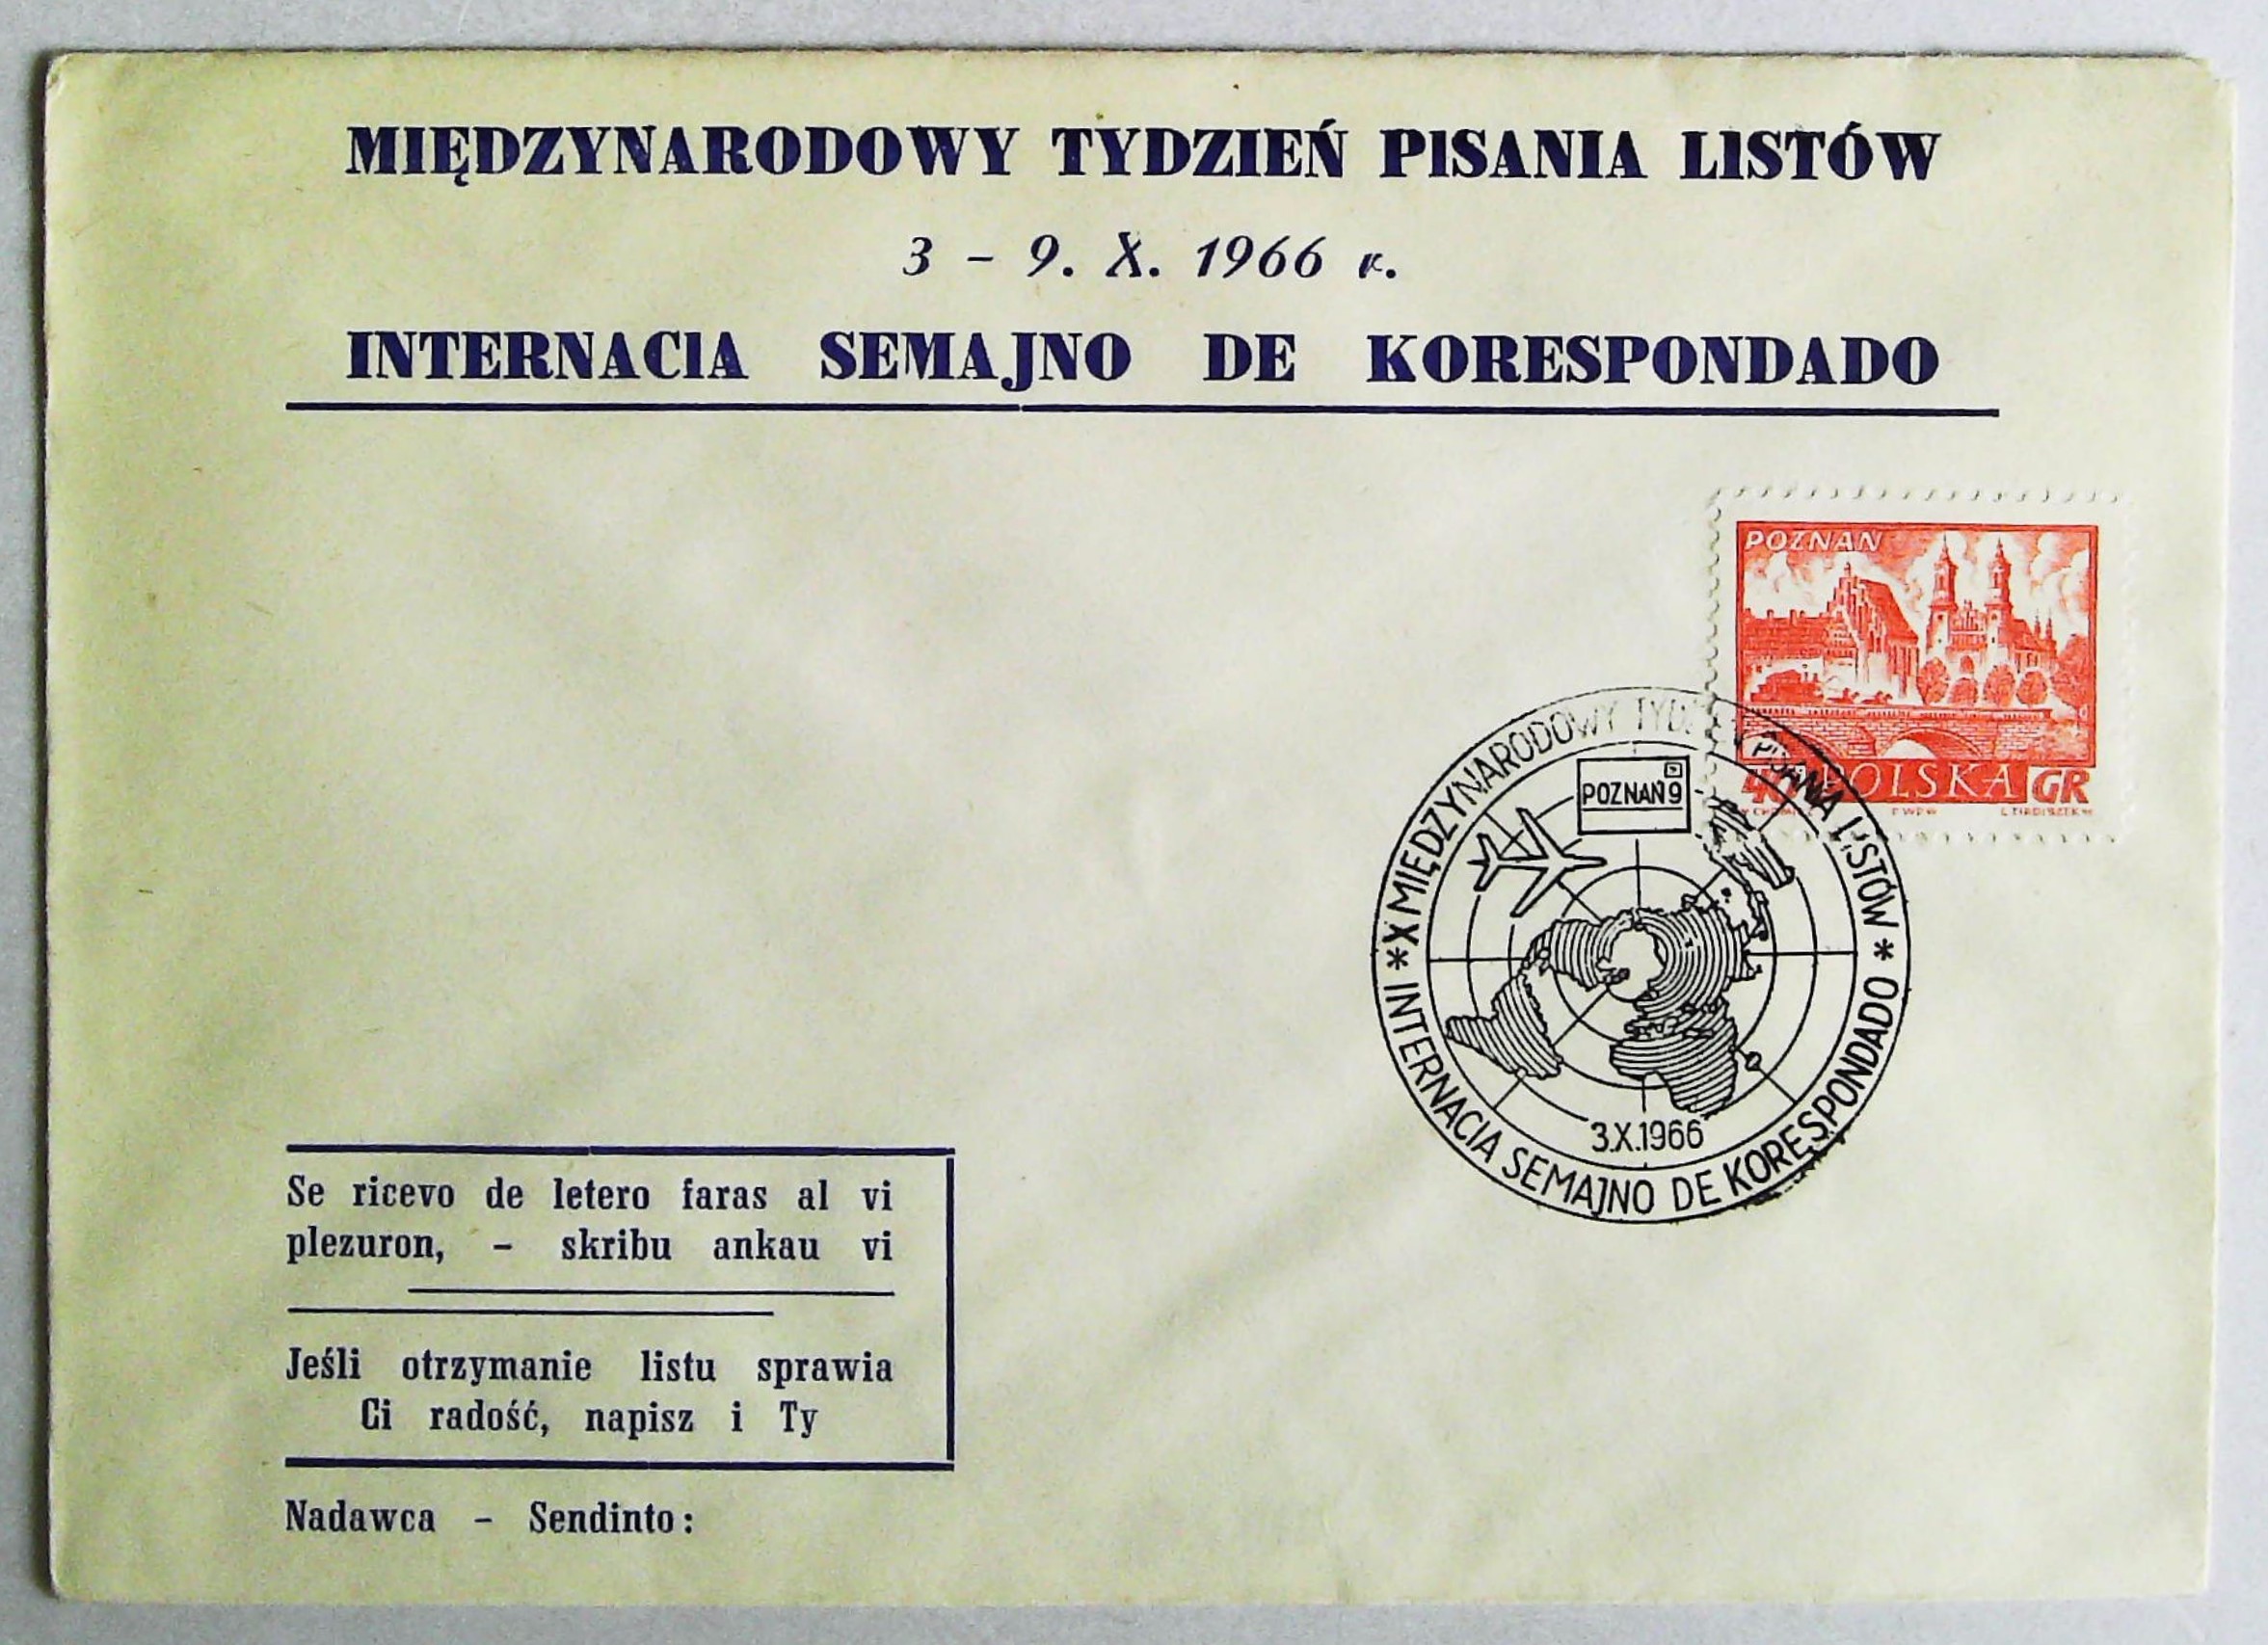 MIĘDZYNARODOWY TYDZIEŃ PISANIA LISTÓW
3 – 9. X. 1966 r.
INTERNACIA SEMAJNO DE KORESPONDADO
POZNAŃ
POLSKA GR
* X MIĘDZYNARODOWY PISANIA LISTÓW *
POZNAŃ 9
3.X.1966
INTERNACIA SEMAJNO DE KORESPONDADO
Se ricevo de letero faras al vi
plezuron, – skribu ankau vi
Jeśli otrzymanie listu sprawia
Ci radość, napisz i Ty
Nadawca – Sendinto: